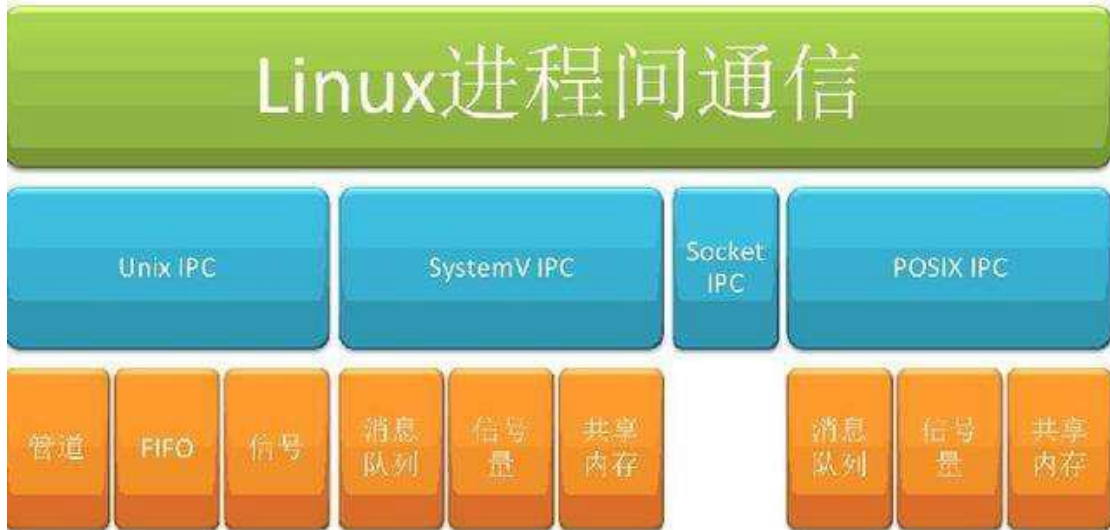 Linux进程间通信
Unix IPC
SystemV IPC
Socket
IPC
POSIX IPC
管道
FIFO
信号
消息
队列
信号
量
共享
内存
消息
队列
信号
量
共享
内存